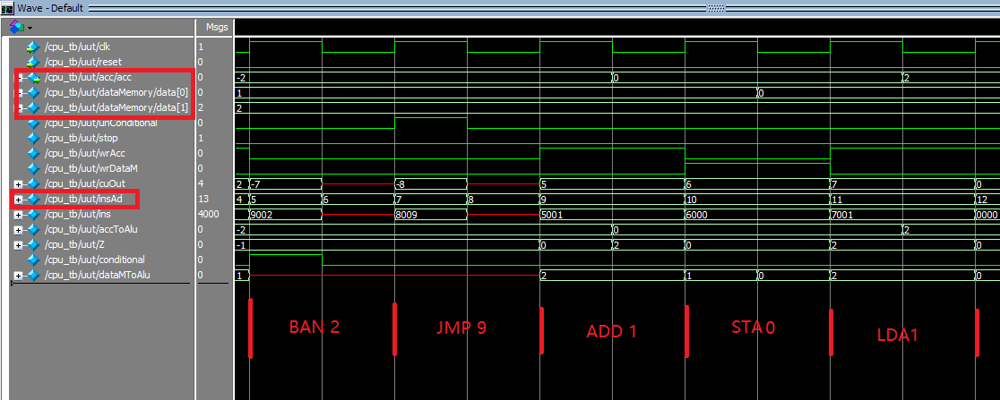 Wave - Default
Msgs
/cpu_tb/uut/clk 1
/cpu_tb/uut/reset 0
/cpu_tb/uut/acc/acc 0 -2 0 2
/cpu_tb/uut/dataMemory/data[0] 0 1 0
/cpu_tb/uut/dataMemory/data[1] 2 2
/cpu_tb/uut/unConditional 0
/cpu_tb/uut/stop 1
/cpu_tb/uut/wrAcc 0
/cpu_tb/uut/wrDataM 0
/cpu_tb/uut/cuOut 4 2 -7 -8 5 6 7 0
/cpu_tb/uut/insAd 13 4 5 6 7 8 9 10 11 12
/cpu_tb/uut/ins 4000 9002 8009 5001 6000 7001 0000
/cpu_tb/uut/accToAlu 0 -2 0 2
/cpu_tb/uut/Z 0 -1 0 2 0 2 0
/cpu_tb/uut/conditional 0
/cpu_tb/uut/dataMToAlu 0 1 2 1 0 2 0
BAN 2 JMP 9 ADD 1 STA 0 LDA1